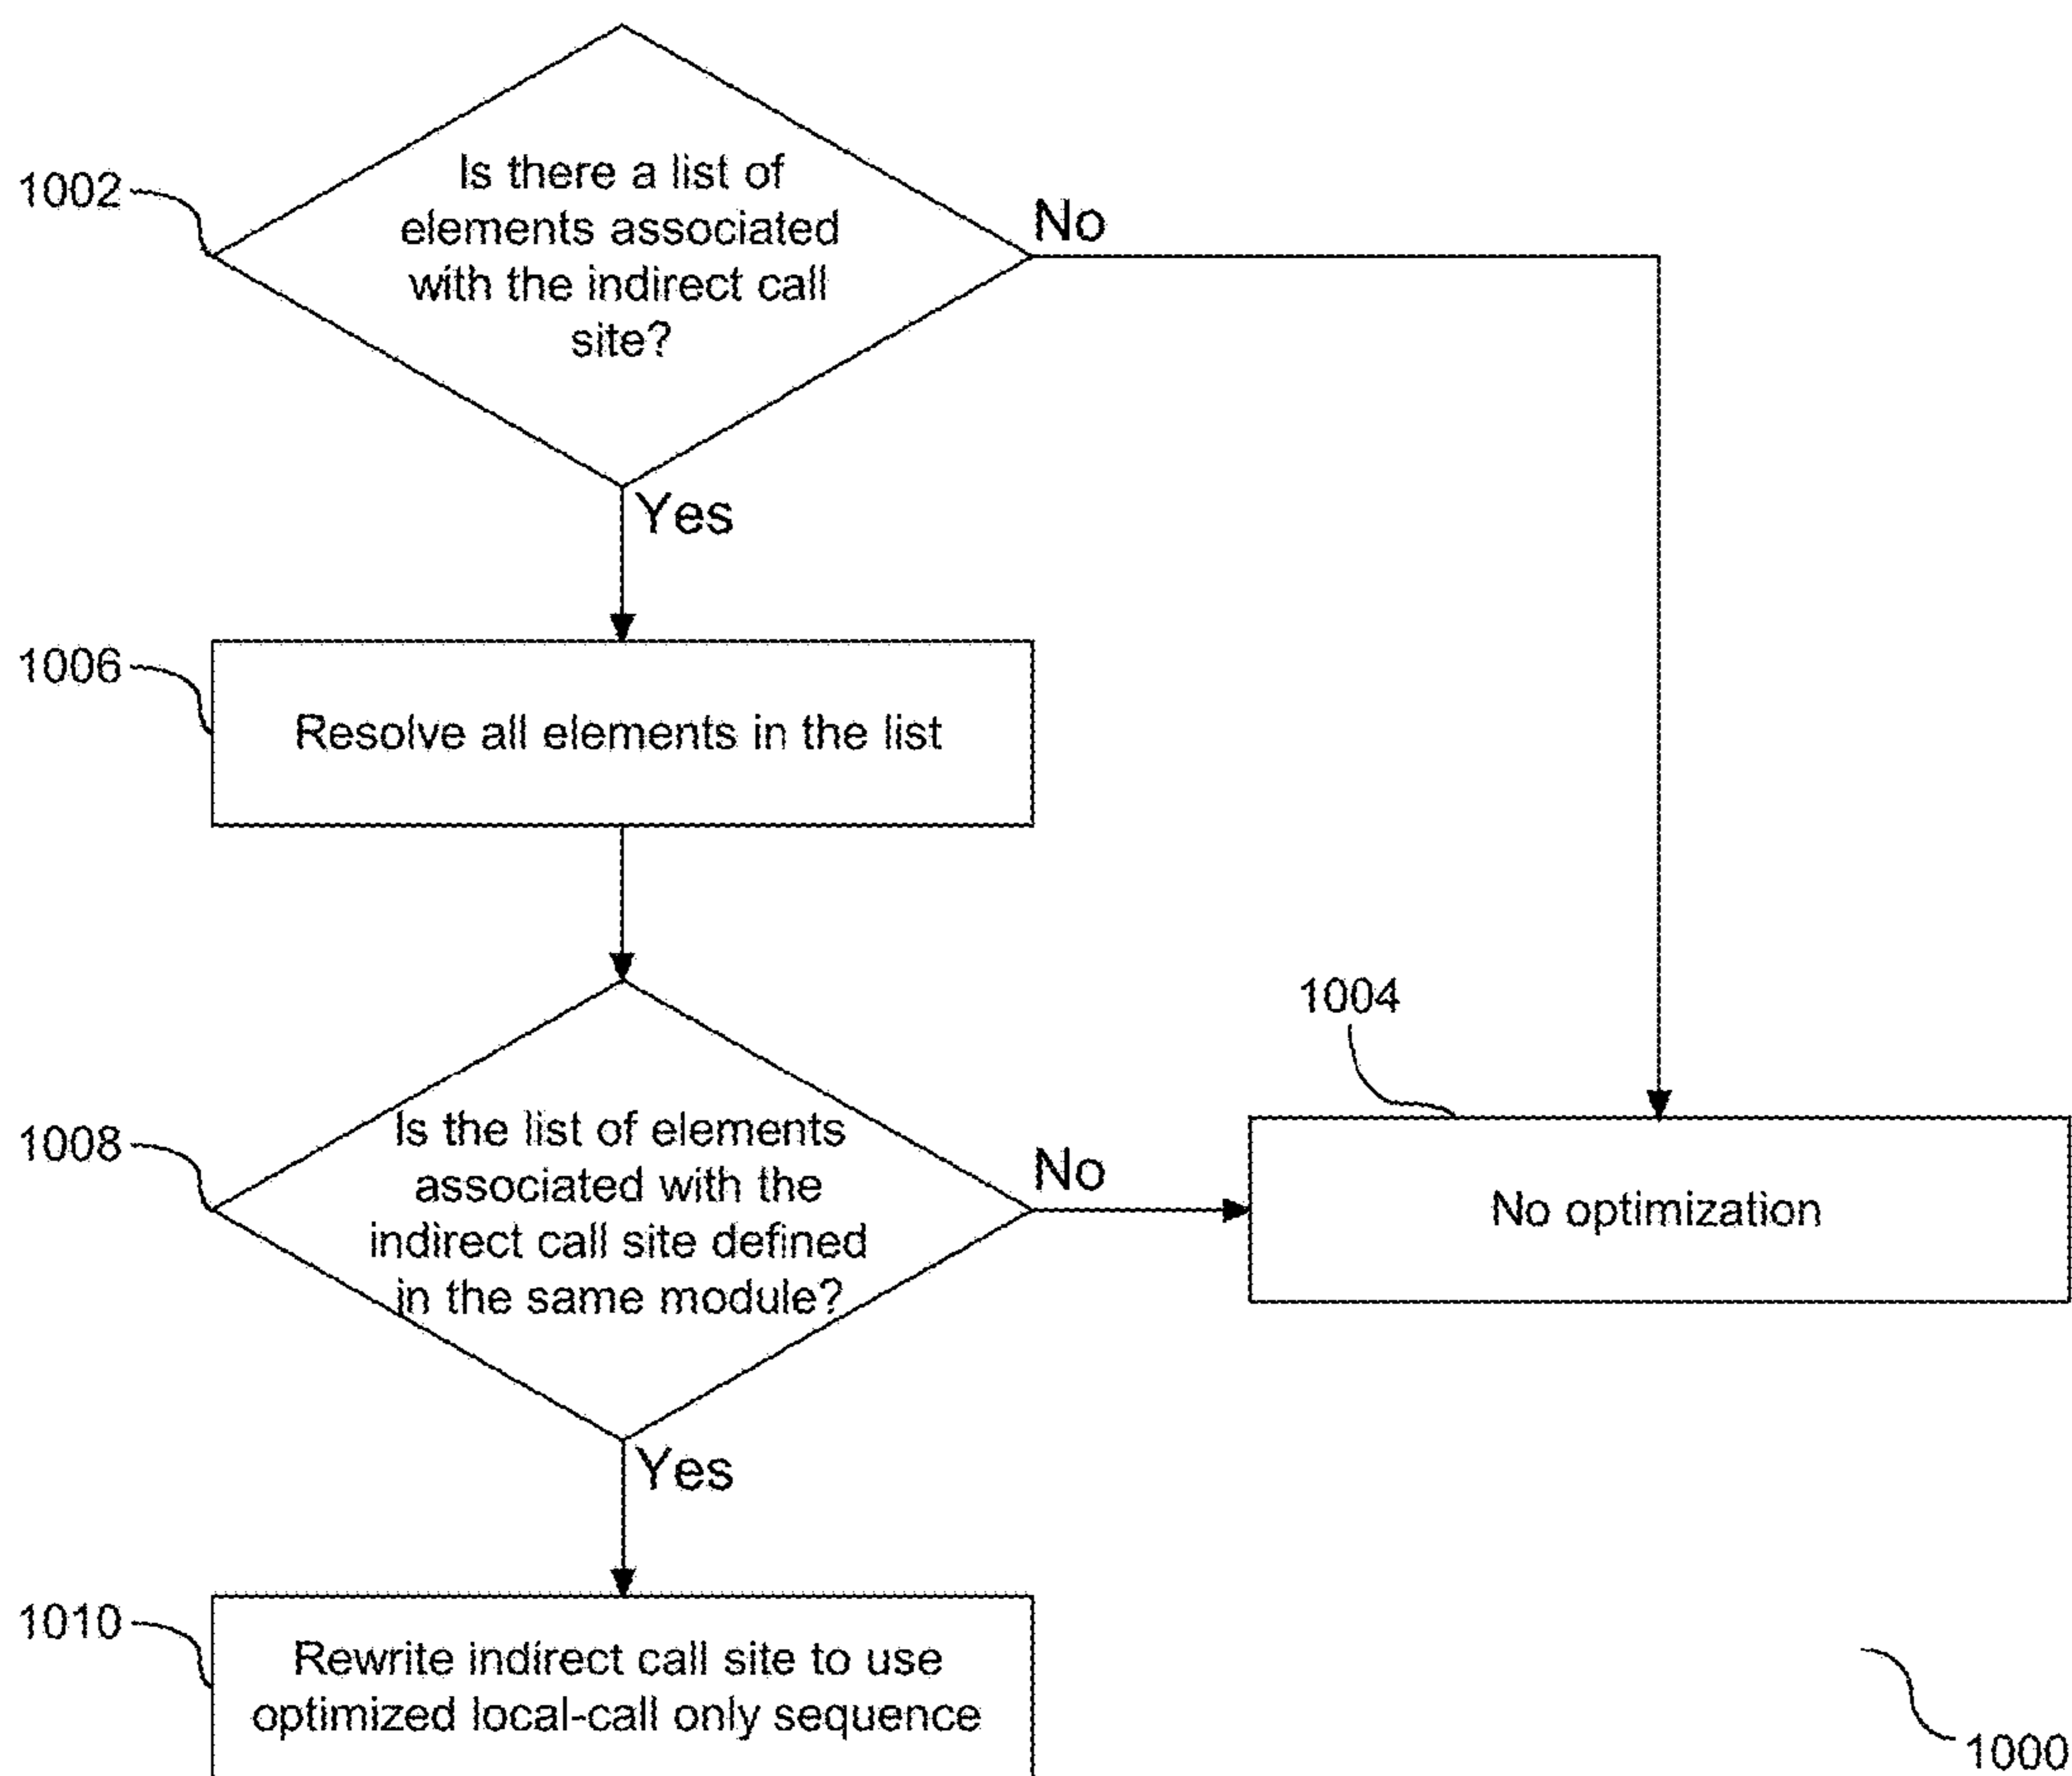 1002
Is there a list of
elements associated
with the indirect call
site?
No
Yes
1006
Resolve all elements in the list
1004
1008
Is the list of elements
associated with the
indirect call site defined
in the same module?
No
No optimization
Yes
1010
Rewrite indirect call site to use
optimized local-call only sequence
1000